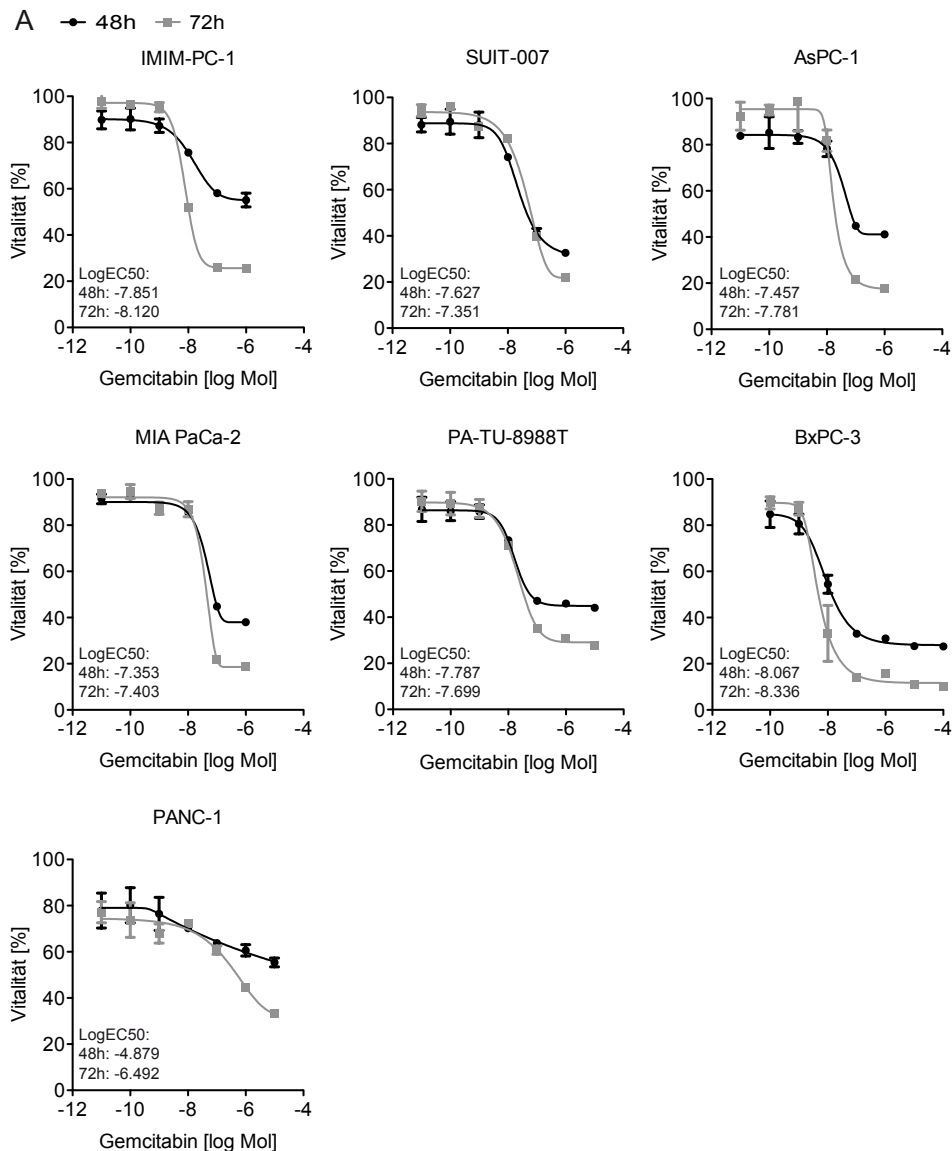 A
48h 72h
IMIM-PC-1
Vitalität [%]
100
80
60
40
20
0
LogEC50:
48h: -7.851
72h: -8.120
-12 -10 -8 -6 -4
Gemcitabin [log Mol]
SUIT-007
Vitalität [%]
100
80
60
40
20
0
LogEC50:
48h: -7.627
72h: -7.351
-12 -10 -8 -6 -4
Gemcitabin [log Mol]
AsPC-1
Vitalität [%]
100
80
60
40
20
0
LogEC50:
48h: -7.457
72h: -7.781
-12 -10 -8 -6 -4
Gemcitabin [log Mol]
MIA PaCa-2
Vitalität [%]
100
80
60
40
20
0
LogEC50:
48h: -7.353
72h: -7.403
-12 -10 -8 -6 -4
Gemcitabin [log Mol]
PA-TU-8988T
Vitalität [%]
100
80
60
40
20
0
LogEC50:
48h: -7.787
72h: -7.699
-12 -10 -8 -6 -4
Gemcitabin [log Mol]
BxPC-3
Vitalität [%]
100
80
60
40
20
0
LogEC50:
48h: -8.067
72h: -8.336
-12 -10 -8 -6 -4
Gemcitabin [log Mol]
PANC-1
Vitalität [%]
100
80
60
40
20
0
LogEC50:
48h: -4.879
72h: -6.492
-12 -10 -8 -6 -4
Gemcitabin [log Mol]